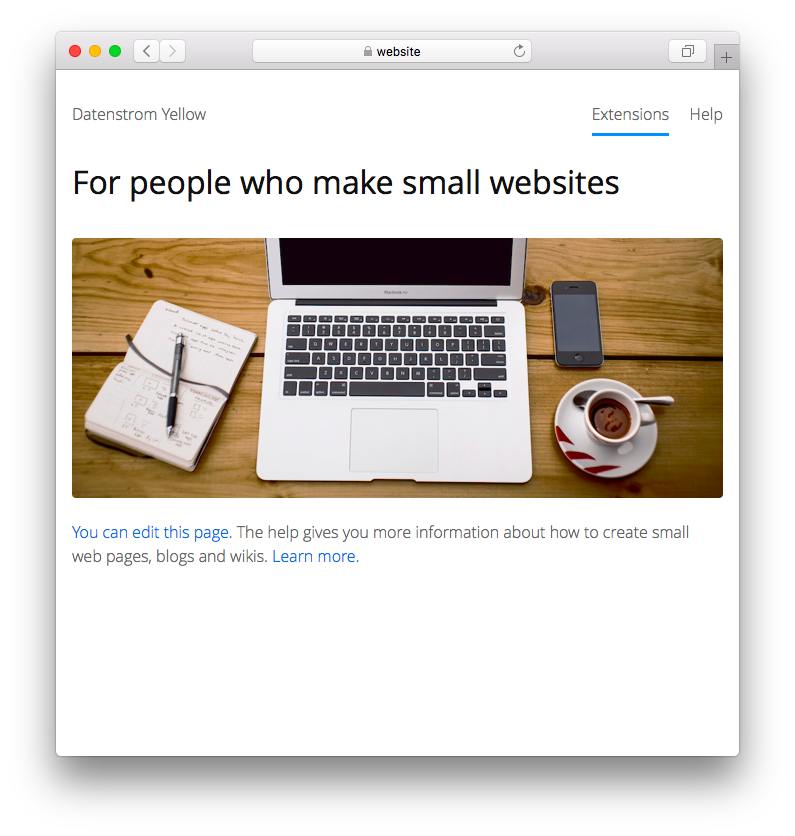 website
Datenstrom Yellow
Extensions
Help
For people who make small websites
MacBook Air
You can edit this page. The help gives you more information about how to create small
web pages, blogs and wikis. Learn more.